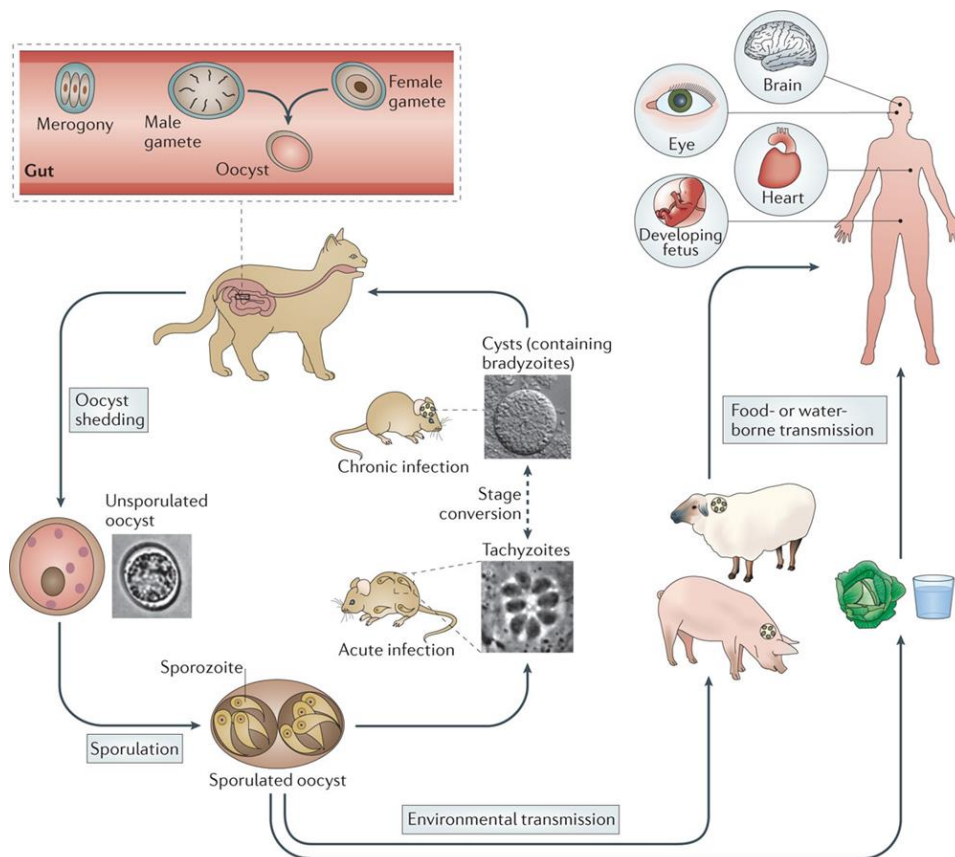 Merogony
Male
gamete
Female
gamete
Oocyst
Gut
Brain
Eye
Heart
Developing
fetus
Oocyst
shedding
Cysts (containing
bradyzoites)
Chronic infection
Stage
conversion
Food- or water-
borne transmission
Unsporulated
oocyst
Tachyzoites
Acute infection
Sporozoite
Sporulation
Sporulated oocyst
Environmental transmission